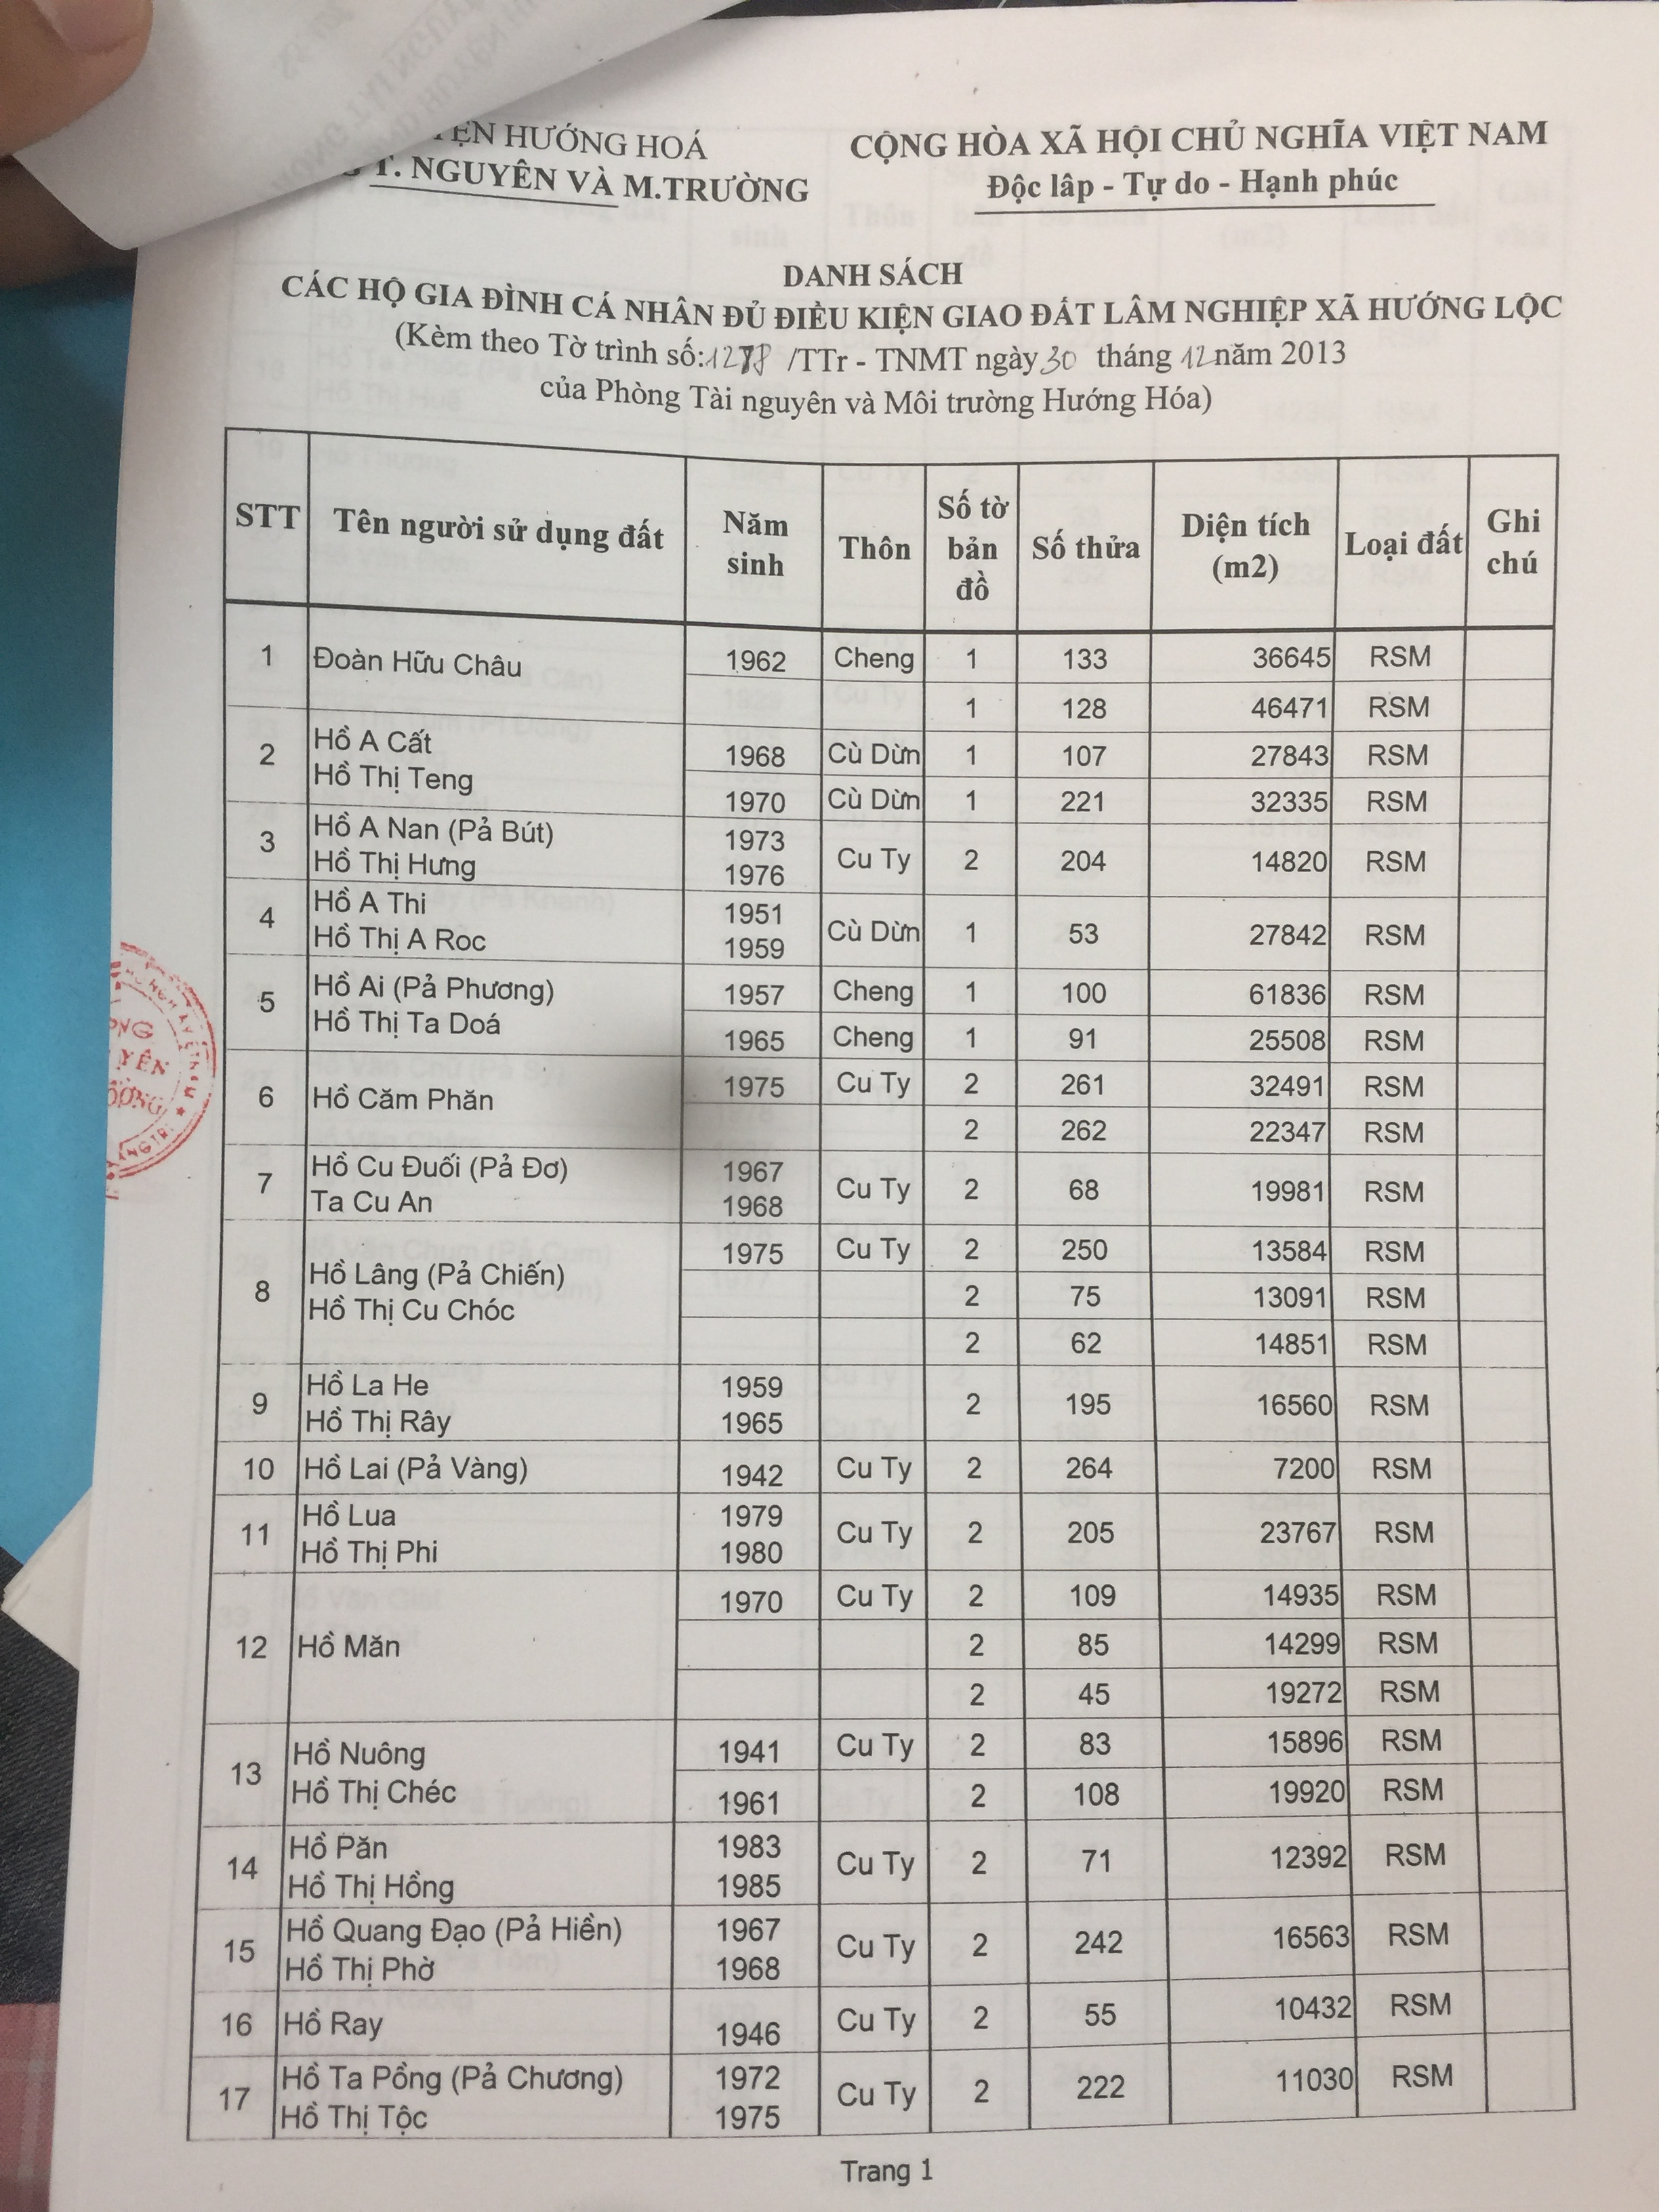 HƯỚNG HOÁ
CỘNG HÒA XÃ HỘI CHỦ NGHĨA VIỆT NAM
T. NGUYÊN VÀ M.TRƯỜNG
Độc lâp - Tự do - Hạnh phúc
DANH SÁCH
CÁC HỘ GIA ĐÌNH CÁ NHÂN ĐỦ ĐIỀU KIỆN GIAO ĐẤT LÂM NGHIỆP XÃ HƯỚNG LỘC
(Kèm theo Tờ trình số: 1278 /TTr - TNMT ngày 30 tháng 12 năm 2013
của Phòng Tài nguyên và Môi trường Hướng Hóa)
STT Tên người sử dụng đất Năm sinh Thôn Số tờ bản đồ Số thửa Diện tích (m2) Loại đất Ghi chú
1 Đoàn Hữu Châu 1962 Cheng 1 133 36645 RSM
1 128 46471 RSM
2 Hồ A Cất 1968 Cù Dừn 1 107 27843 RSM
Hồ Thị Teng 1970 Cù Dừn 1 221 32335 RSM
3 Hồ A Nan (Pả Bút) 1973 Cu Ty 2 204 14820 RSM
Hồ Thị Hưng 1976
4 Hồ A Thi 1951 Cù Dừn 1 53 27842 RSM
Hồ Thị A Roc 1959
5 Hồ Ai (Pả Phương) 1957 Cheng 1 100 61836 RSM
Hồ Thị Ta Doá 1965 Cheng 1 91 25508 RSM
6 Hồ Căm Phăn 1975 Cu Ty 2 261 32491 RSM
2 262 22347 RSM
7 Hồ Cu Đuối (Pả Đơ) 1967 Cu Ty 2 68 19981 RSM
Ta Cu An 1968
8 Hồ Lâng (Pả Chiến) 1975 Cu Ty 2 250 13584 RSM
Hồ Thị Cu Chóc 2 75 13091 RSM
2 62 14851 RSM
9 Hồ La He 1959 2 195 16560 RSM
Hồ Thị Rây 1965
10 Hồ Lai (Pả Vàng) 1942 Cu Ty 2 264 7200 RSM
11 Hồ Lua 1979 Cu Ty 2 205 23767 RSM
Hồ Thị Phi 1980
12 Hồ Măn 1970 Cu Ty 2 109 14935 RSM
2 85 14299 RSM
2 45 19272 RSM
13 Hồ Nuông 1941 Cu Ty 2 83 15896 RSM
Hồ Thị Chéc 1961 2 108 19920 RSM
14 Hồ Păn 1983 Cu Ty 2 71 12392 RSM
Hồ Thị Hồng 1985
15 Hồ Quang Đạo (Pả Hiền) 1967 Cu Ty 2 242 16563 RSM
Hồ Thị Phờ 1968
16 Hồ Ray 1946 Cu Ty 2 55 10432 RSM
17 Hồ Ta Pồng (Pả Chương) 1972 Cu Ty 2 222 11030 RSM
Hồ Thị Tộc 1975
Trang 1